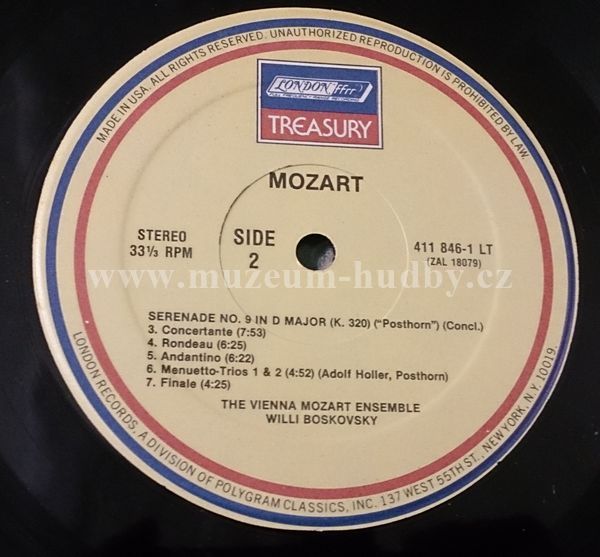 MADE IN USA. ALL RIGHTS RESERVED. UNAUTHORIZED REPRODUCTION IS PROHIBITED BY LAW.
LONDON ffrr
FULL FREQUENCY RANGE RECORDING
TREASURY
MOZART
STEREO
33⅓ RPM
SIDE
2
411 846-1 LT
(ZAL 18079)
www.muzeum-hudby.cz
SERENADE NO. 9 IN D MAJOR (K. 320) ("Posthorn") (Concl.)
3. Concertante (7:53)
4. Rondeau (6:25)
5. Andantino (6:22)
6. Menuetto-Trios 1 & 2 (4:52) (Adolf Holler, Posthorn)
7. Finale (4:25)
THE VIENNA MOZART ENSEMBLE
WILLI BOSKOVSKY
LONDON RECORDS, A DIVISION OF POLYGRAM CLASSICS, INC. 137 WEST 55TH ST., NEW YORK, N.Y. 10019.